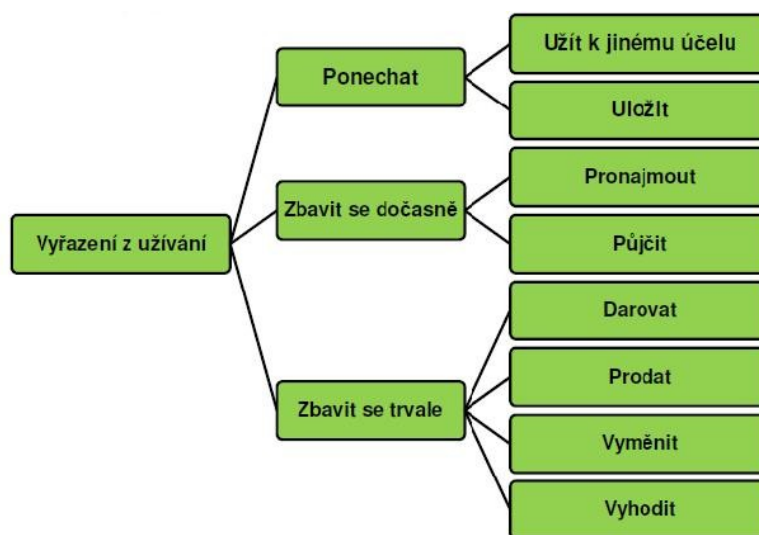 Vyřazení z užívání
Ponechat
Užít k jinému účelu
Uložit
Zbavit se dočasně
Pronajmout
Půjčit
Zbavit se trvale
Darovat
Prodat
Vyměnit
Vyhodit